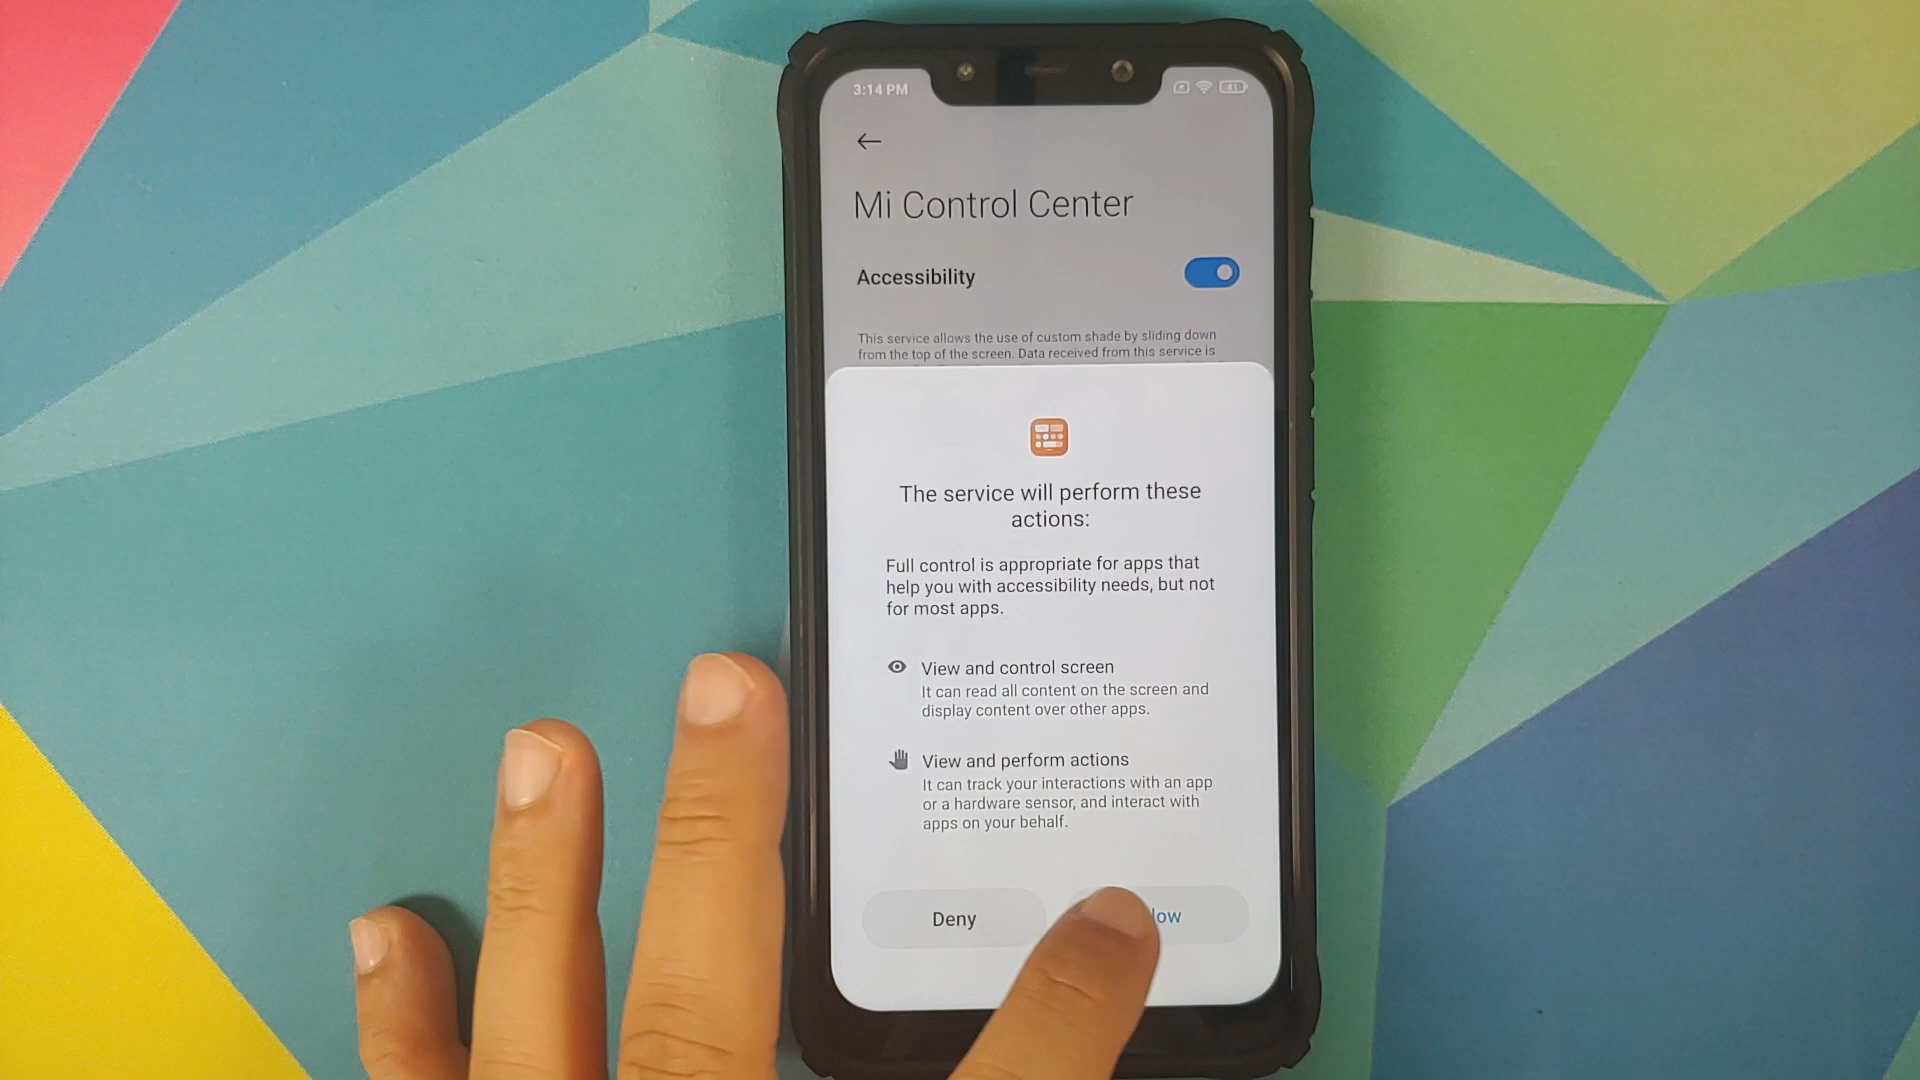 3:14 PM
41
Mi Control Center
Accessibility
This service allows the use of custom shade by sliding down
from the top of the screen. Data received from this service is
The service will perform these
actions:
Full control is appropriate for apps that
help you with accessibility needs, but not
for most apps.
View and control screen
It can read all content on the screen and
display content over other apps.
View and perform actions
It can track your interactions with an app
or a hardware sensor, and interact with
apps on your behalf.
Deny
low